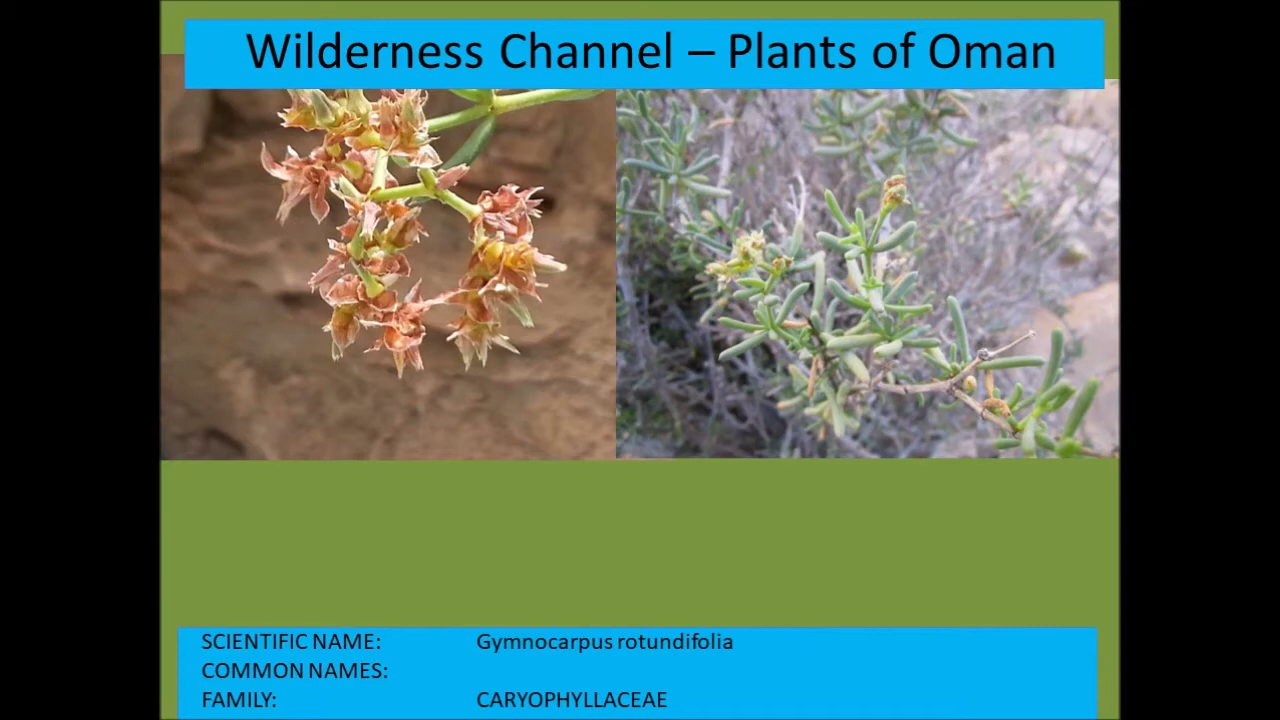 Wilderness Channel – Plants of Oman
SCIENTIFIC NAME: Gymnocarpus rotundifolia
COMMON NAMES:
FAMILY: CARYOPHYLLACEAE